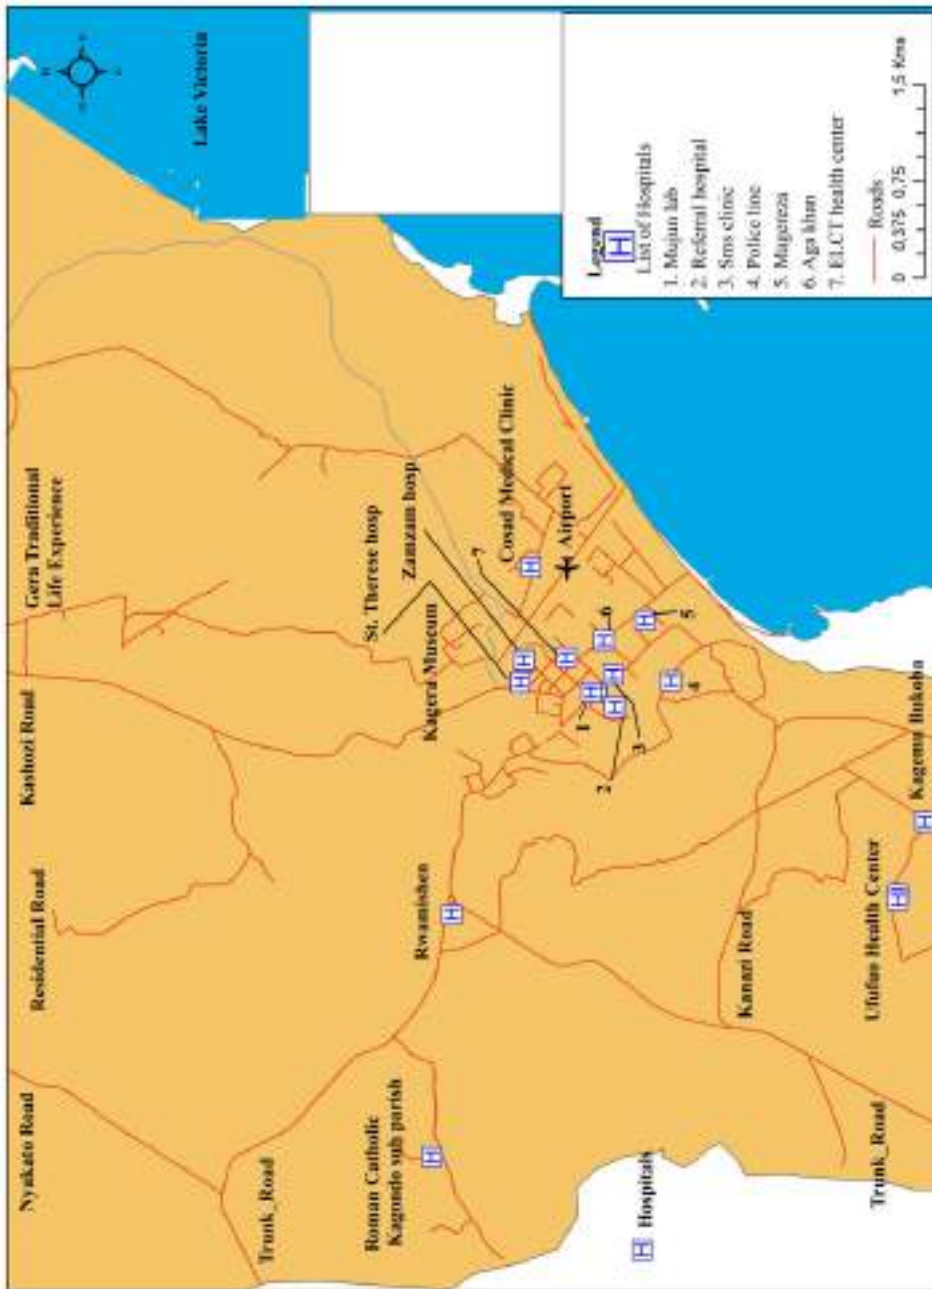 Nyakato Road
Residential Road
Kashozi Road
Gera Traditional
Life Experience
Lake Victoria
Trunk_Road
Roman Catholic
Kagondo sub parish
Rwamishen
Kagera Museum
St. Therese hosp
Zamzam hosp
7
Cosad Medical Clinic
Airport
1
2
3
4
5
6
Hospitals
Kanazi Road
Trunk_Road
Ufufuo Health Center
Kagemu Bukoba
Legend
H
List of Hospitals
1. Mujun lab
2. Referral hospital
3. Sms clinic
4. Police line
5. Magereza
6. Aga khan
7. ELCT health center
Roads
0 0,375 0,75 1,5 Kms